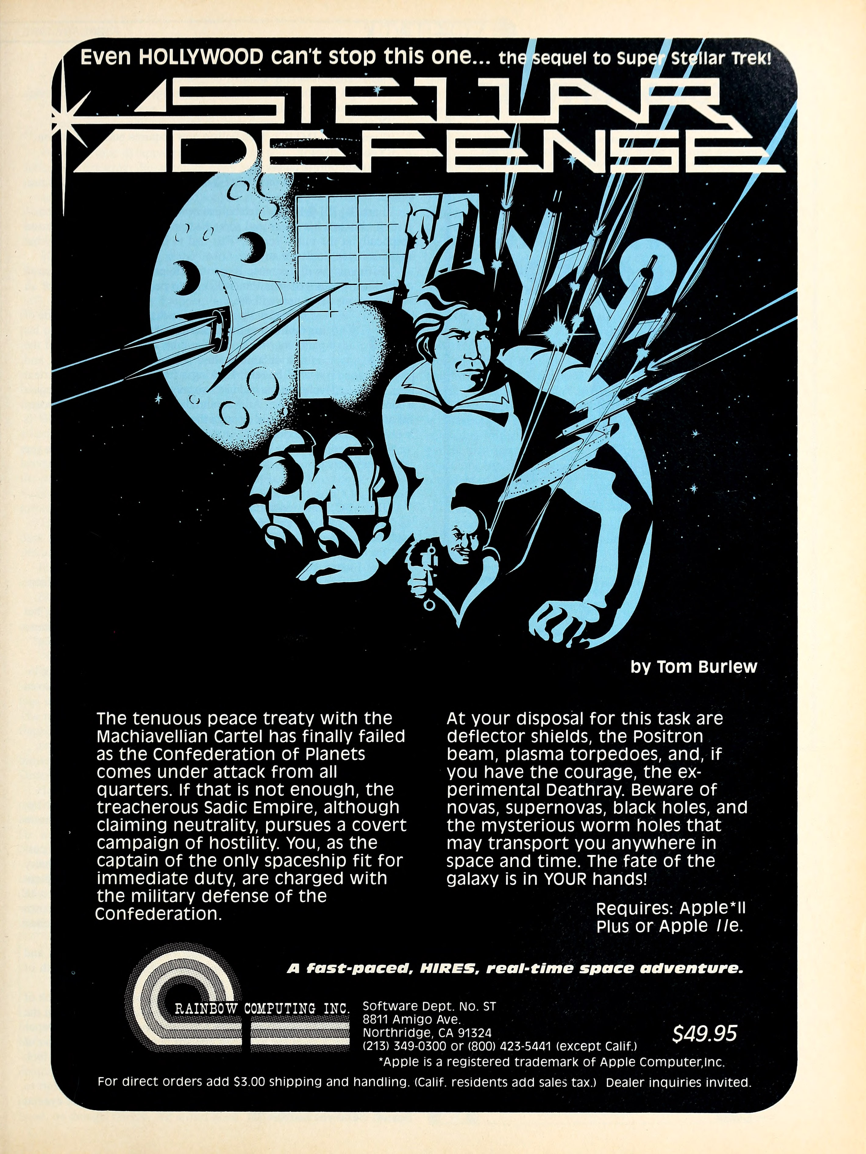 Even HOLLYWOOD can't stop this one... the sequel to Super Stellar Trek!
STELLAR
DEFENSE
by Tom Burlew
The tenuous peace treaty with the
Machiavellian Cartel has finally failed
as the Confederation of Planets
comes under attack from all
quarters. If that is not enough, the
treacherous Sadic Empire, although
claiming neutrality, pursues a covert
campaign of hostility. You, as the
captain of the only spaceship fit for
immediate duty, are charged with
the military defense of the
Confederation.
At your disposal for this task are
deflector shields, the Positron
beam, plasma torpedoes, and, if
you have the courage, the ex-
perimental Deathray. Beware of
novas, supernovas, black holes, and
the mysterious worm holes that
may transport you anywhere in
space and time. The fate of the
galaxy is in YOUR hands!
Requires: Apple*II
Plus or Apple //e.
A fast-paced, HIRES, real-time space adventure.
RAINBOW COMPUTING INC.
Software Dept. No. ST
8811 Amigo Ave.
Northridge, CA 91324
(213) 349-0300 or (800) 423-5441 (except Calif.)
$49.95
*Apple is a registered trademark of Apple Computer,Inc.
For direct orders add $3.00 shipping and handling. (Calif. residents add sales tax.) Dealer inquiries invited.